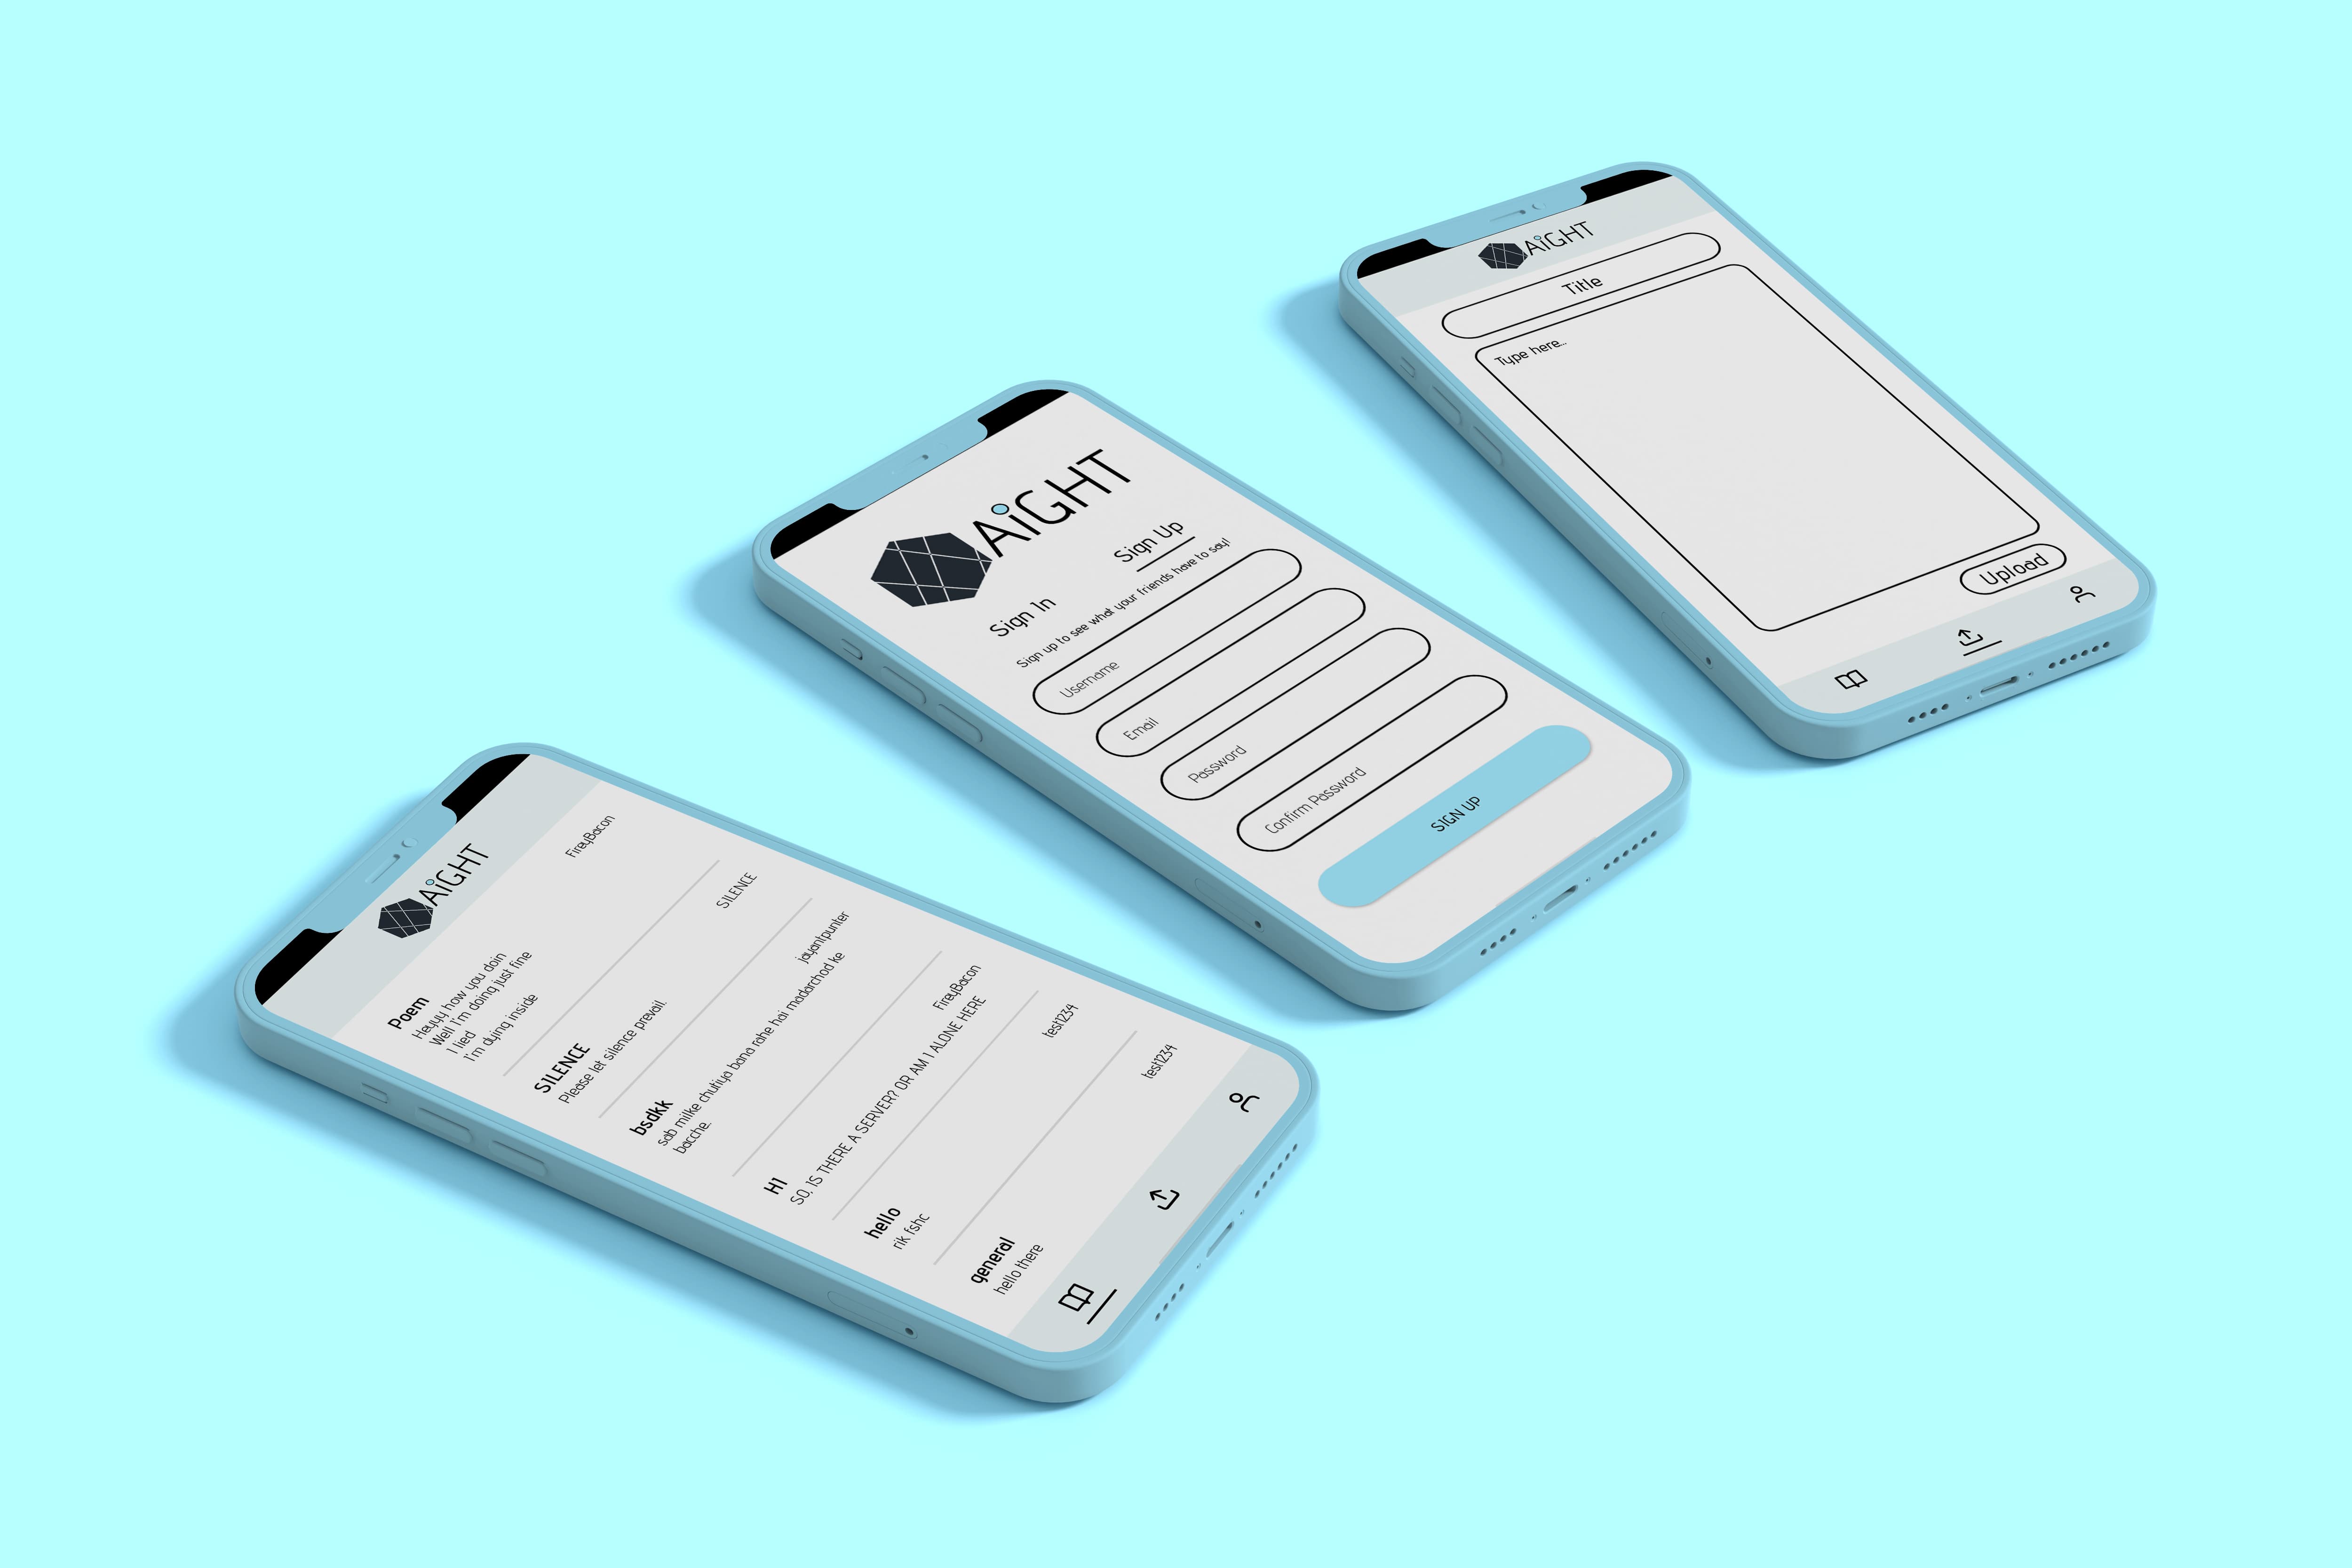 AiGHT
Poem
FireyBacon
Heyyy how you doin
Well I'm doing just fine
I lied
I'm dying inside
SILENCE
SILENCE
Please let silence prevail.
bsdkk
jayantpunter
sab milke chutiya bana rahe hai madarchod ke
bacche.
HI
FireyBacon
SO, IS THERE A SERVER? OR AM I ALONE HERE
hello
test1234
rik fshc
general
test1234
hello there
AiGHT
Sign In
Sign Up
Sign up to see what your friends have to say!
Username
Email
Password
Confirm Password
SIGN UP
AiGHT
Title
Type here...
Upload